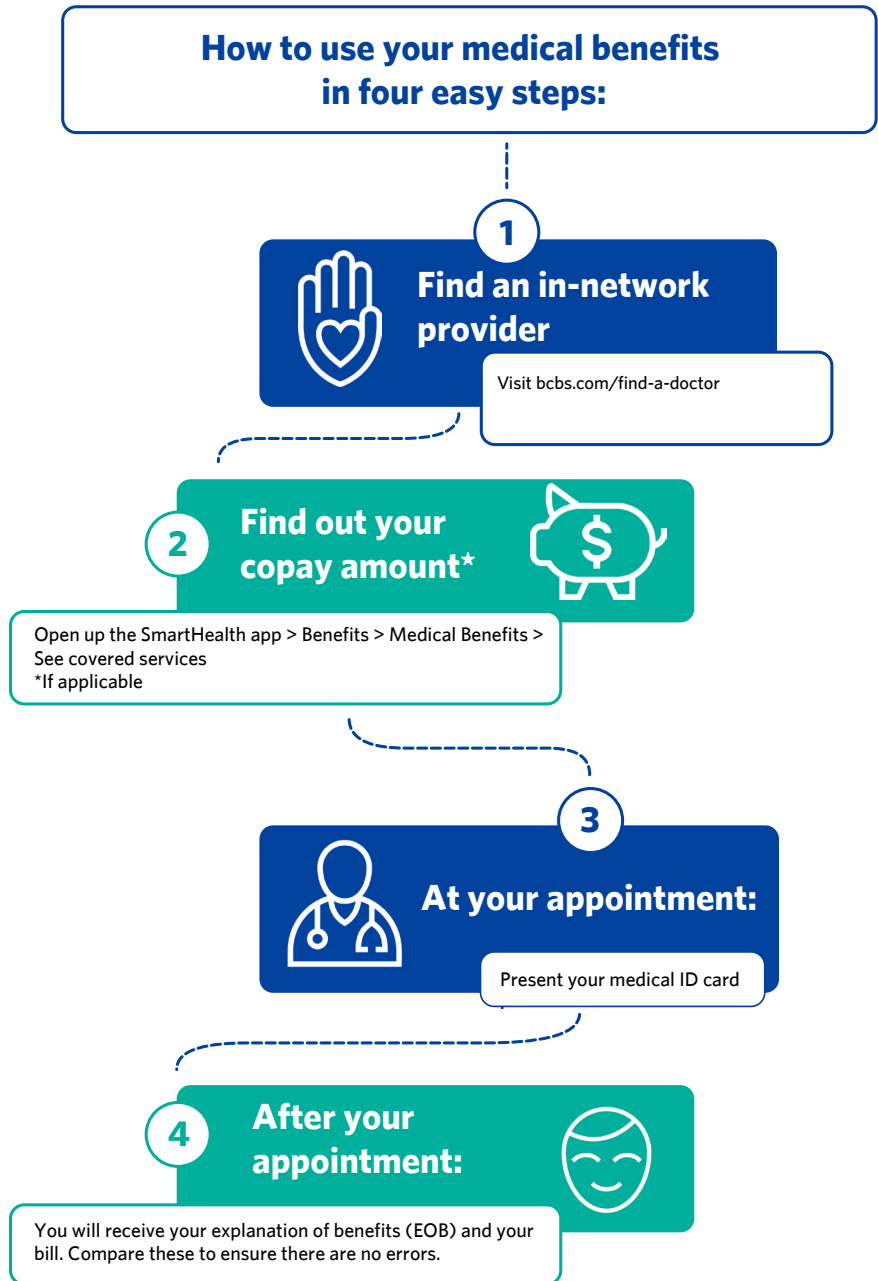 How to use your medical benefits
in four easy steps:
1
Find an in-network
provider
Visit bcbs.com/find-a-doctor
2
Find out your
copay amount*
$
Open up the SmartHealth app > Benefits > Medical Benefits >
See covered services
*If applicable
3
At your appointment:
Present your medical ID card
4
After your
appointment:
You will receive your explanation of benefits (EOB) and your
bill. Compare these to ensure there are no errors.